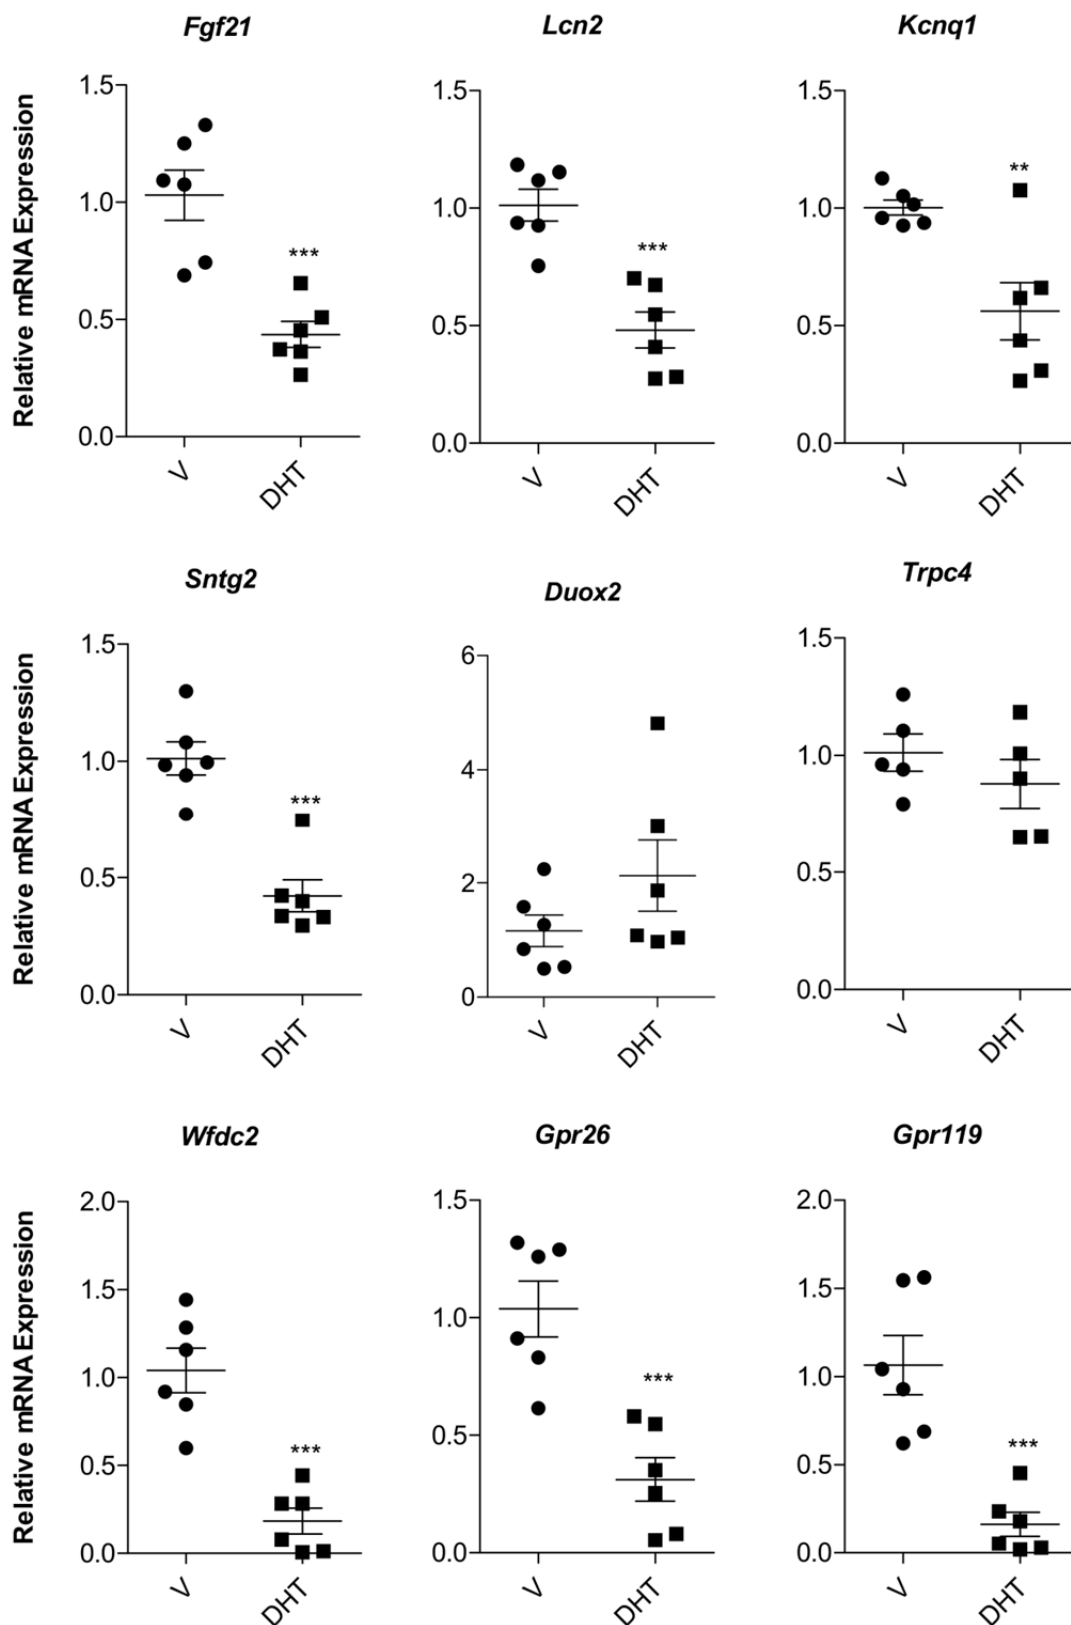 Fgf21
Lcn2
Kcnq1
Relative mRNA Expression
1.5
1.0
0.5
0.0
***
V
DHT
1.5
1.0
0.5
0.0
***
V
DHT
1.5
1.0
0.5
0.0
**
V
DHT
Sntg2
Duox2
Trpc4
Relative mRNA Expression
1.5
1.0
0.5
0.0
***
V
DHT
6
4
2
0
V
DHT
1.5
1.0
0.5
0.0
V
DHT
Wfdc2
Gpr26
Gpr119
Relative mRNA Expression
2.0
1.5
1.0
0.5
0.0
***
V
DHT
1.5
1.0
0.5
0.0
***
V
DHT
2.0
1.5
1.0
0.5
0.0
***
V
DHT